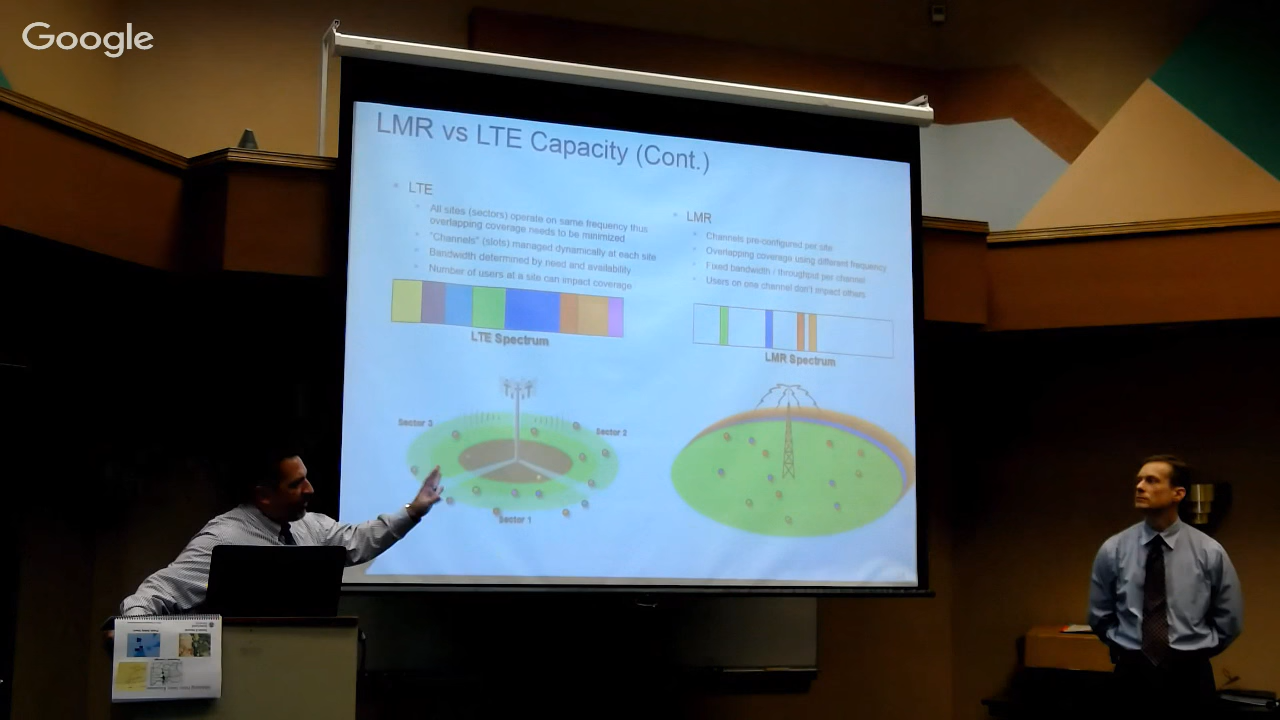 Google
LMR vs LTE Capacity (Cont.)
LTE
All sites (sectors) operate on same frequency thus
overlapping coverage needs to be minimized
"Channels" (slots) managed dynamically at each site
Bandwidth determined by need and availability
Number of users at a site can impact coverage
LTE Spectrum
Sector 3
Sector 2
Sector 1
LMR
Channels pre-configured per site
Overlapping coverage using different frequency
Fixed bandwidth / throughput per channel
Users on one channel don't impact others
LMR Spectrum